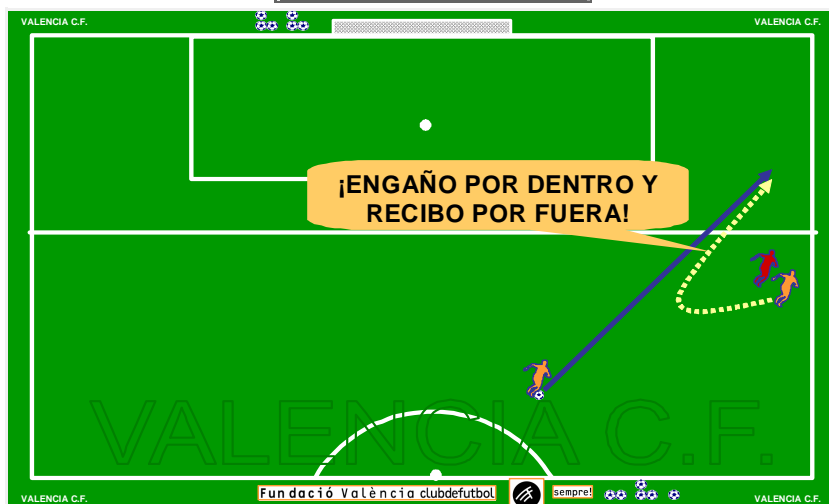 VALENCIA C.F.
VALENCIA C.F.
¡ENGAÑO POR DENTRO Y
RECIBO POR FUERA!
VALENCIA C.F.
VALENCIA C.F.
Fundació València clubdefutbol
sempre!
VALENCIA C.F.